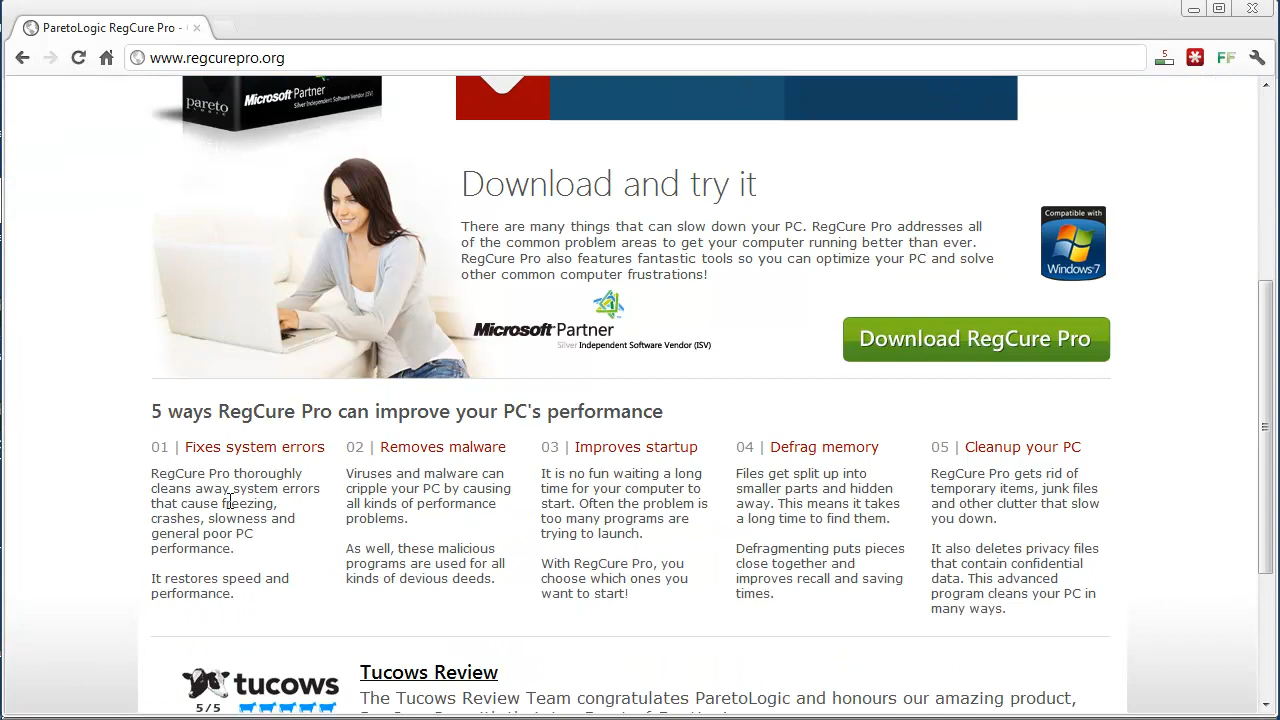 ParetoLogic RegCure Pro -
www.regcurepro.org
5
FF
pareto
Microsoft Partner
Silver Independent Software Vendor (ISV)
Download and try it
There are many things that can slow down your PC. RegCure Pro addresses all
of the common problem areas to get your computer running better than ever.
RegCure Pro also features fantastic tools so you can optimize your PC and solve
other common computer frustrations!
Compatible with
Windows 7
Microsoft Partner
Silver Independent Software Vendor (ISV)
Download RegCure Pro
5 ways RegCure Pro can improve your PC's performance
01 | Fixes system errors
RegCure Pro thoroughly
cleans away system errors
that cause freezing,
crashes, slowness and
general poor PC
performance.
It restores speed and
performance.
02 | Removes malware
Viruses and malware can
cripple your PC by causing
all kinds of performance
problems.
As well, these malicious
programs are used for all
kinds of devious deeds.
03 | Improves startup
It is no fun waiting a long
time for your computer to
start. Often the problem is
too many programs are
trying to launch.
With RegCure Pro, you
choose which ones you
want to start!
04 | Defrag memory
Files get split up into
smaller parts and hidden
away. This means it takes
a long time to find them.
Defragmenting puts pieces
close together and
improves recall and saving
times.
05 | Cleanup your PC
RegCure Pro gets rid of
temporary items, junk files
and other clutter that slow
you down.
It also deletes privacy files
that contain confidential
data. This advanced
program cleans your PC in
many ways.
tucows
5/5
Tucows Review
The Tucows Review Team congratulates ParetoLogic and honours our amazing product,